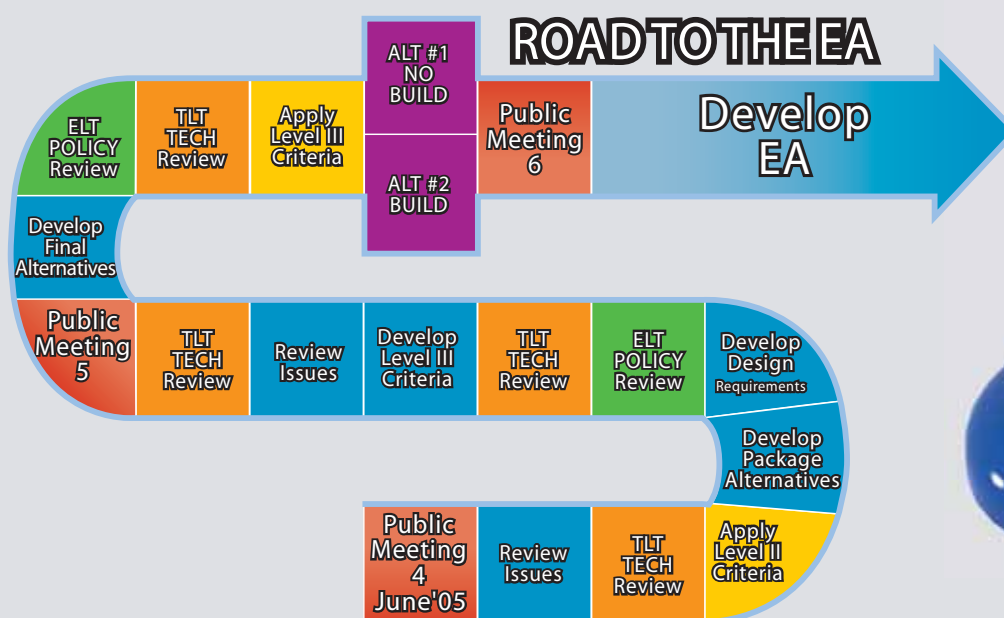 ROAD TO THE EA
ALT #1
NO
BUILD
ELT
POLICY
Review
TLT
TECH
Review
Apply
Level III
Criteria
ALT #2
BUILD
Public
Meeting
6
Develop
EA
Develop
Final
Alternatives
Public
Meeting
5
TLT
TECH
Review
Review
Issues
Develop
Level III
Criteria
TLT
TECH
Review
ELT
POLICY
Review
Develop
Design
Requirements
Develop
Package
Alternatives
Public
Meeting
4
June'05
Review
Issues
TLT
TECH
Review
Apply
Level II
Criteria